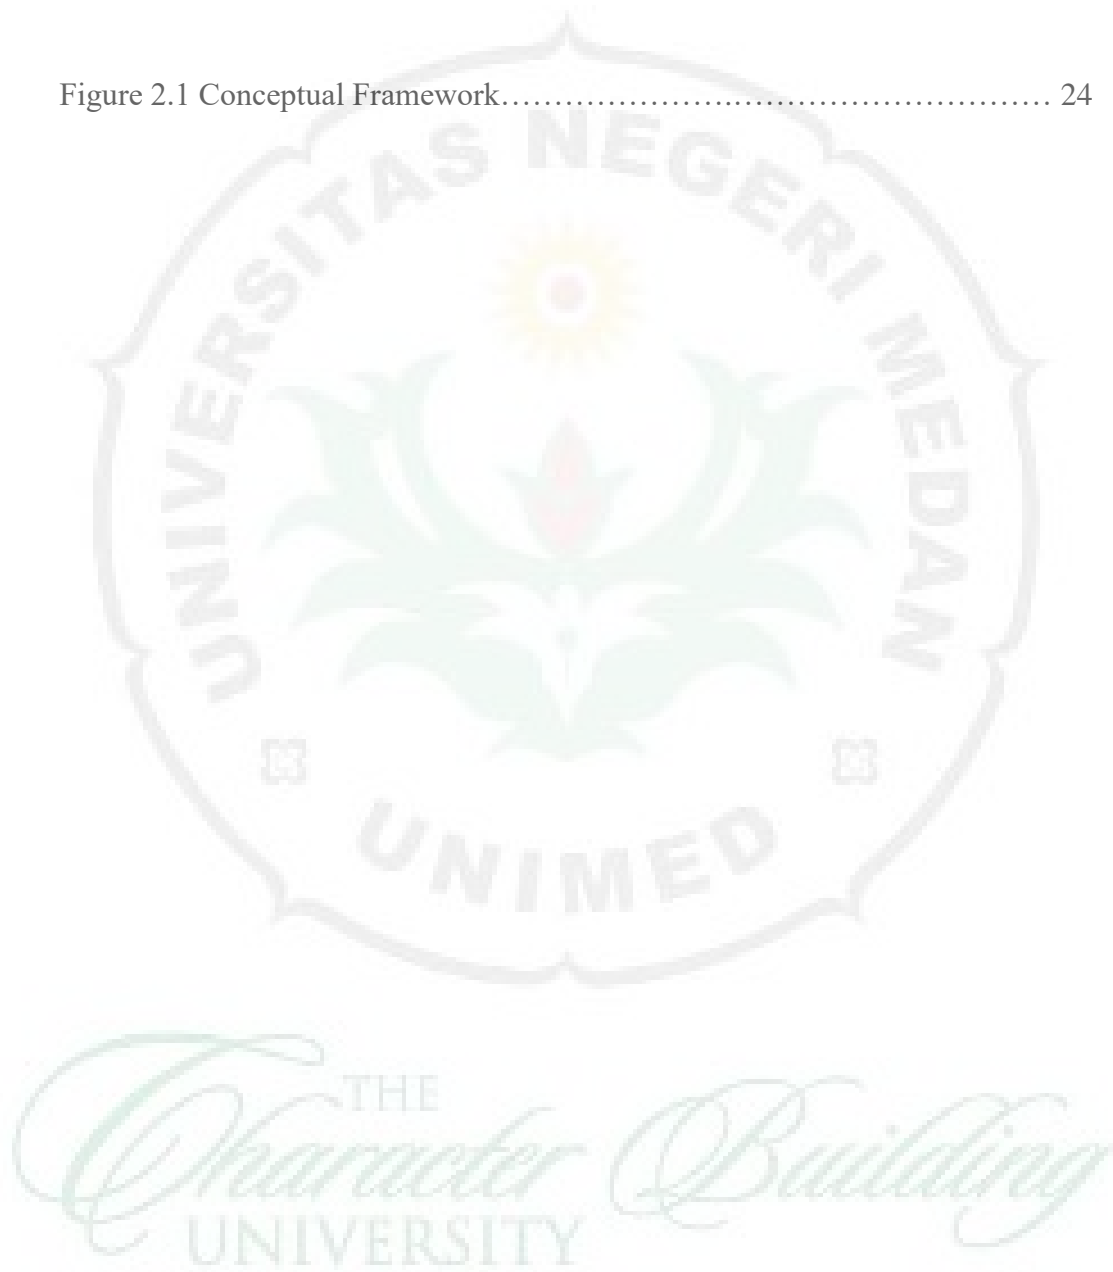 Figure 2.1 Conceptual Framework…………………………………………… 24
UNIVERSITAS NEGERI MEDAN
UNIMED
THE
Character Building
UNIVERSITY